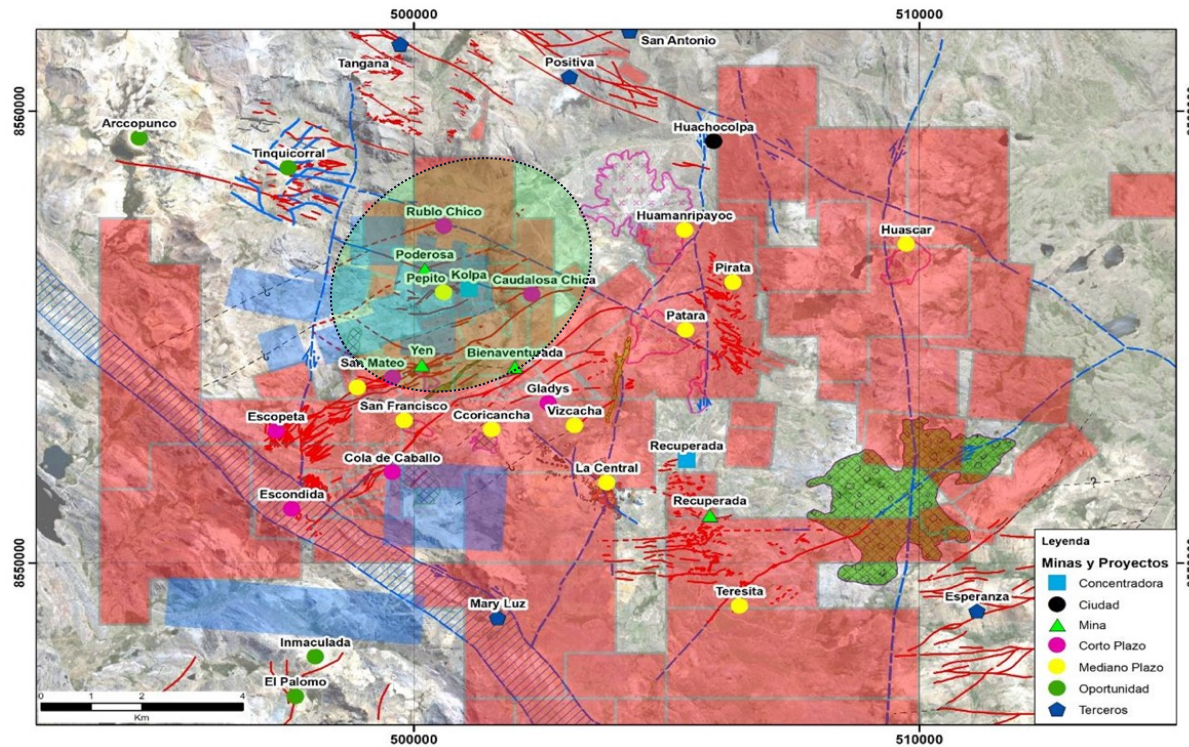 500000
510000
San Antonio
Tangana
Positiva
8560000
Arccopunco
Huachocolpa
Tinquicorral
Rubio Chico
Huamanripayoc
Huascar
Poderosa
Pepito
Kolpa
Caudalosa Chica
Pirata
Patara
San Mateo
Yen
Bienaventurada
Gladys
San Francisco
Ccoricancha
Vizcacha
Escopeta
Recuperada
Cola de Caballo
La Central
Escondida
Recuperada
?
8550000
Teresita
Mary Luz
Esperanza
Inmaculada
El Palomo
0 1 2 4
Km
Leyenda
Minas y Proyectos
Concentradora
Ciudad
Mina
Corto Plazo
Mediano Plazo
Oportunidad
Terceros
500000
510000